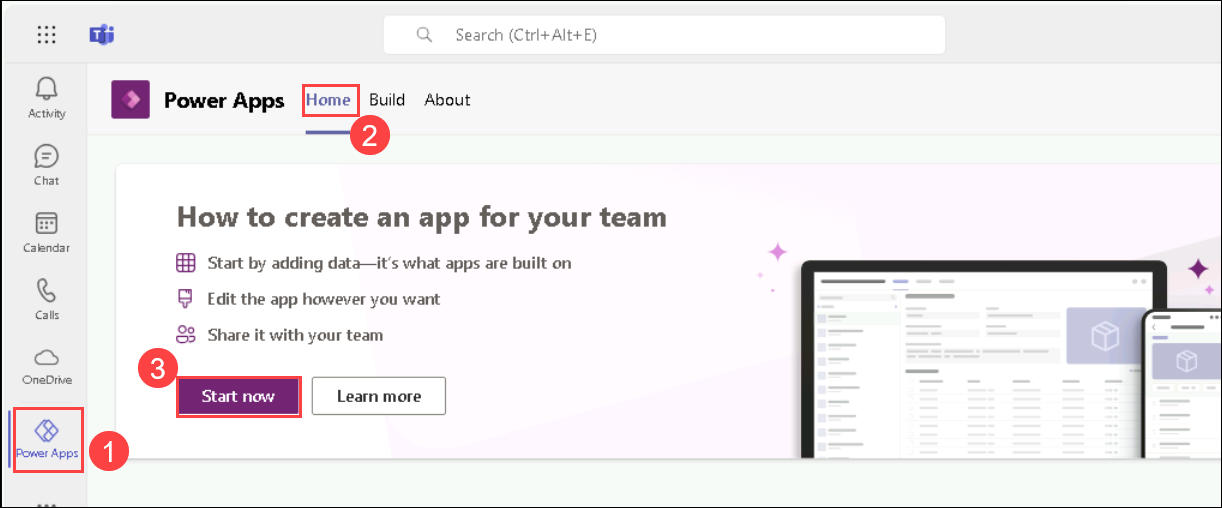 Search (Ctrl+Alt+E)
Activity
Chat
Calendar
Calls
OneDrive
Power Apps
1
Power Apps Home Build About
2
How to create an app for your team
Start by adding data—it's what apps are built on
Edit the app however you want
Share it with your team
3
Start now Learn more